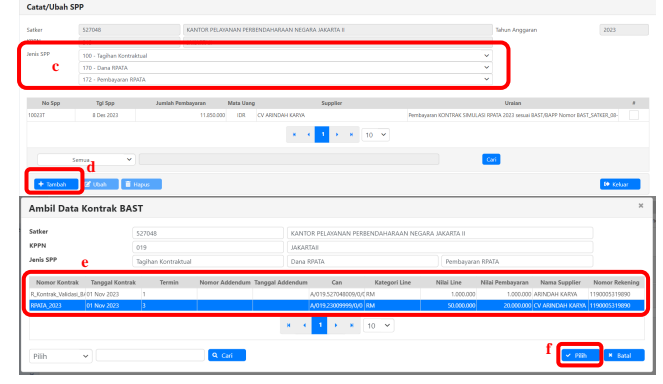 Catat/Ubah SPP
Satker 527048 KANTOR PELAYANAN PERBENDAHARAAN NEGARA JAKARTA II Tahun Anggaran 2023
KPPN
Jenis SPP 100 - Tagihan Kontraktual
c 170 - Dana RPATA
172 - Pembayaran RPATA
No Spp Tgl Spp Jumlah Pembayaran Mata Uang Supplier Uraian #
10023T 8 Des 2023 11.850.000 IDR CV ARINDAH KARYA Pembayaran KONTRAK SIMULASI RPATA 2023 sesuai BAST/BAPP Nomor BAST_SATKER_08-
1 10
Semua Cari
d
Tambah Ubah Hapus Keluar
Ambil Data Kontrak BAST ×
Satker 527048 KANTOR PELAYANAN PERBENDAHARAAN NEGARA JAKARTA II
KPPN 019 JAKARTAII
Jenis SPP Tagihan Kontraktual Dana RPATA Pembayaran RPATA
e
Nomor Kontrak Tanggal Kontrak Termin Nomor Addendum Tanggal Addendum Can Kategori Line Nilai Line Nilai Pembayaran Nama Supplier Nomor Rekening
R_Kontrak_Validasi_B/ 01 Nov 2023 1 A/019.527048009/0/0 RM 1.000.000 1.000.000 ARINDAH KARYA 1190005319890
RPATA_2023 01 Nov 2023 3 A/019.23009999/0/0 RM 50.000.000 20.000.000 CV ARINDAH KARYA 1190005319890
1 10
Pilih Cari f Pilih × Batal